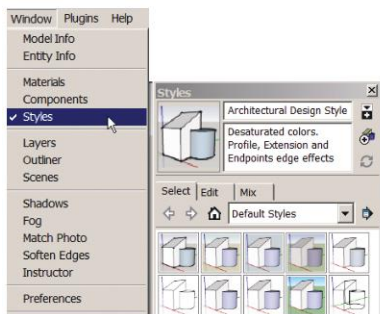 Window Plugins Help
Model Info
Entity Info
Materials
Components
✓ Styles
Layers
Outliner
Scenes
Shadows
Fog
Match Photo
Soften Edges
Instructor
Preferences
Styles
Architectural Design Style
Desaturated colors.
Profile, Extension and
Endpoints edge effects
Select Edit Mix
Default Styles